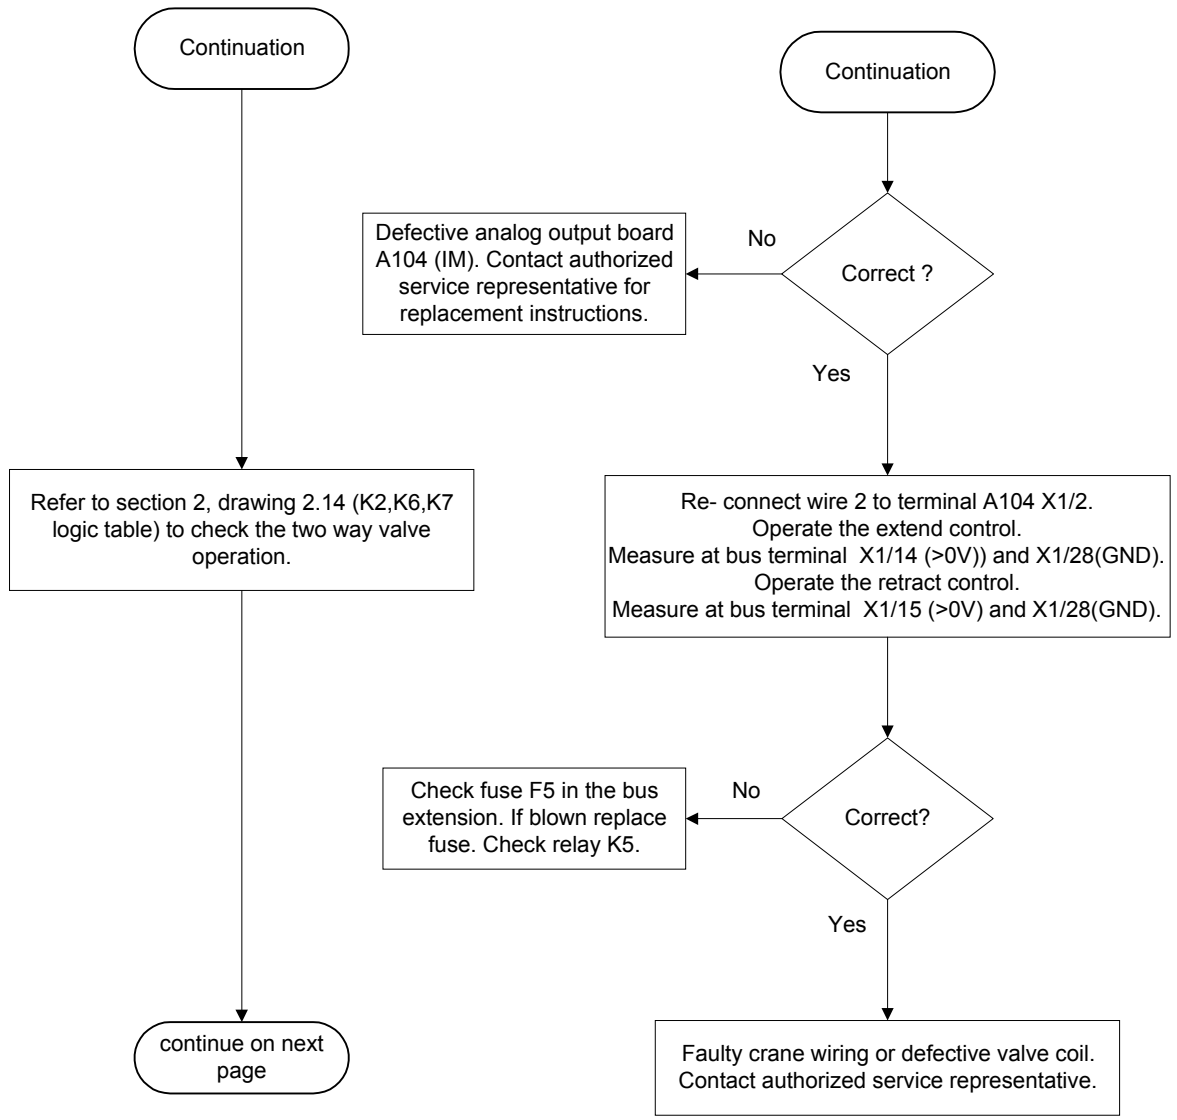 Continuation
Refer to section 2, drawing 2.14 (K2,K6,K7
logic table) to check the two way valve
operation.
continue on next
page
Continuation
Correct ?
No
Defective analog output board
A104 (IM). Contact authorized
service representative for
replacement instructions.
Yes
Re- connect wire 2 to terminal A104 X1/2.
Operate the extend control.
Measure at bus terminal  X1/14 (>0V)) and X1/28(GND).
Operate the retract control.
Measure at bus terminal  X1/15 (>0V) and X1/28(GND).
Correct?
No
Check fuse F5 in the bus
extension. If blown replace
fuse. Check relay K5.
Yes
Faulty crane wiring or defective valve coil.
Contact authorized service representative.